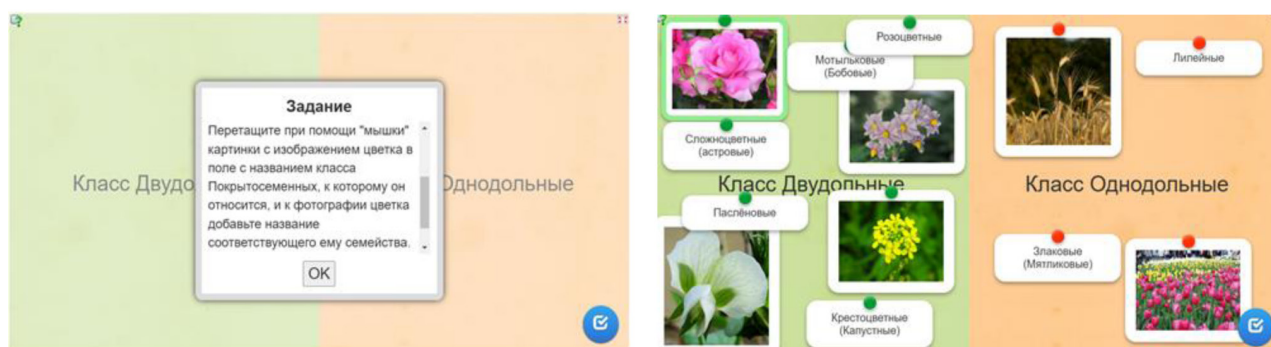 Задание
Перетащите при помощи "мышки"
картинки с изображением цветка в
поле с названием класса
Покрытосеменных, к которому он
относится, и к фотографии цветка
добавьте название
соответствующего ему семейства.
OK
Класс Двудо
Однодольные
Розоцветные
Мотыльковые
(Бобовые)
Лилейные
Сложноцветные
(астровые)
Класс Двудольные
Класс Однодольные
Паслёновые
Злаковые
(Мятликовые)
Крестоцветные
(Капустные)